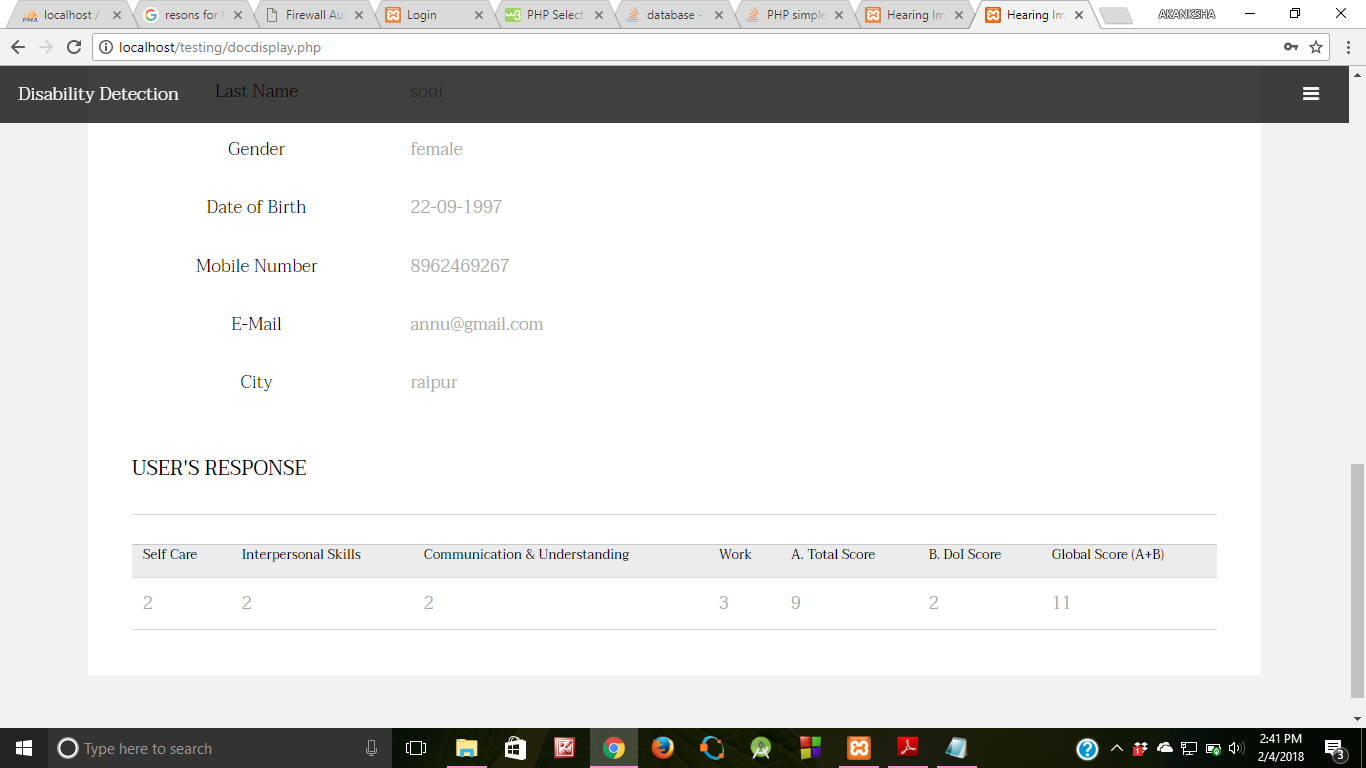 localhost / resons for Firewall Aut Login PHP Select database - PHP simple Hearing Im Hearing Im AKANKSHA
localhost/testing/docdisplay.php
Disability Detection Last Name soni
Gender female
Date of Birth 22-09-1997
Mobile Number 8962469267
E-Mail annu@gmail.com
City raipur
USER'S RESPONSE
Self Care Interpersonal Skills Communication & Understanding Work A. Total Score B. DoI Score Global Score (A+B)
2 2 2 3 9 2 11
Type here to search
2:41 PM
2/4/2018
3